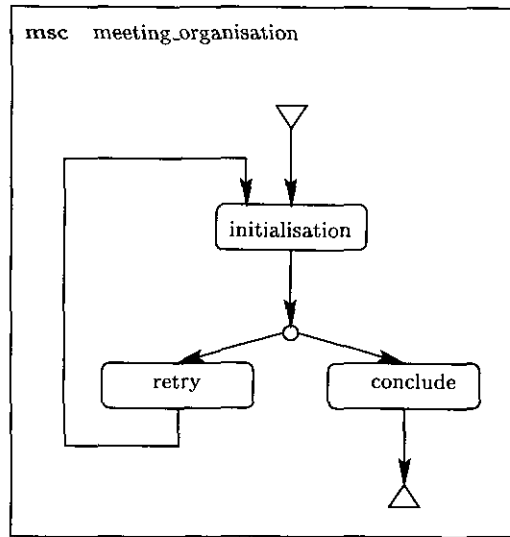 msc meeting_organisation
initialisation
retry
conclude